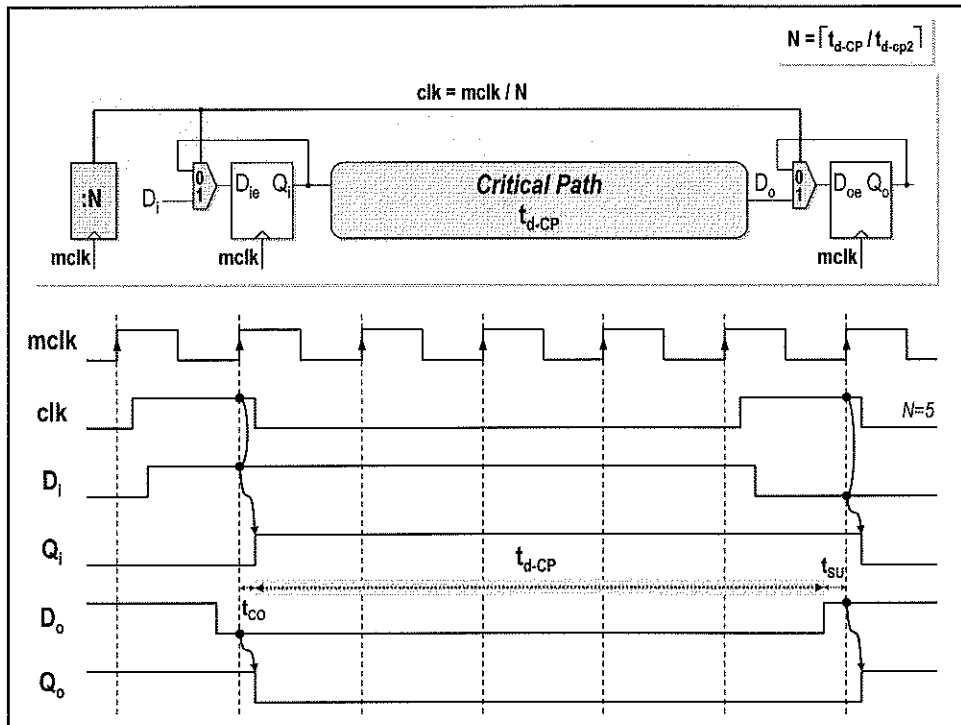 N = ⌈t_d-CP / t_d-cp2⌉
clk = mclk / N
:N
D_i
0
1
D_ie Q_i
Critical Path
t_d-CP
D_o
0
1
D_oe Q_o
mclk
mclk
mclk
mclk
clk
N=5
D_i
Q_i
t_d-CP
t_SU
t_CO
D_o
Q_o